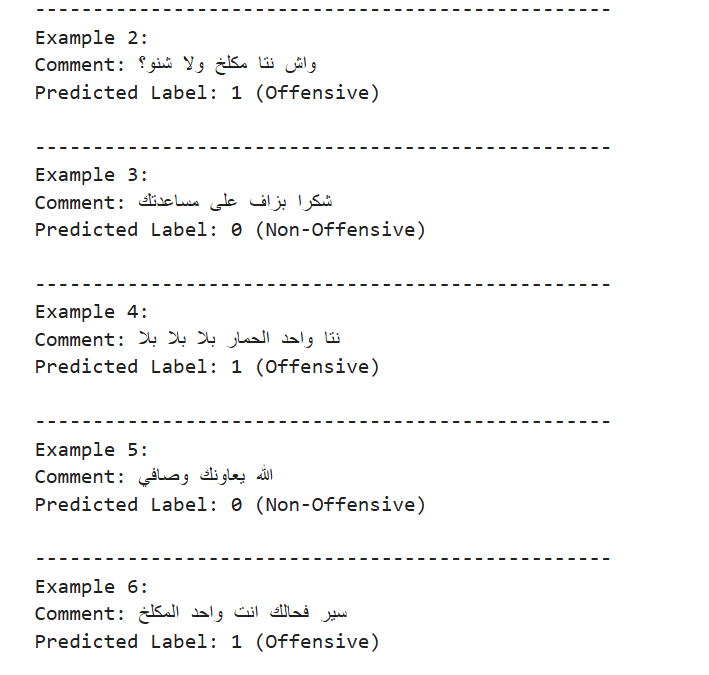 --------------------------------------------------
Example 2:
Comment: واش نتا مكلخ ولا شنو؟
Predicted Label: 1 (Offensive)
--------------------------------------------------
Example 3:
Comment: شكرا بزاف على مساعدتك
Predicted Label: 0 (Non-Offensive)
--------------------------------------------------
Example 4:
Comment: نتا واحد الحمار بلا بلا بلا
Predicted Label: 1 (Offensive)
--------------------------------------------------
Example 5:
Comment: الله يعاونك وصافي
Predicted Label: 0 (Non-Offensive)
--------------------------------------------------
Example 6:
Comment: سير فحالك انت واحد المكلخ
Predicted Label: 1 (Offensive)